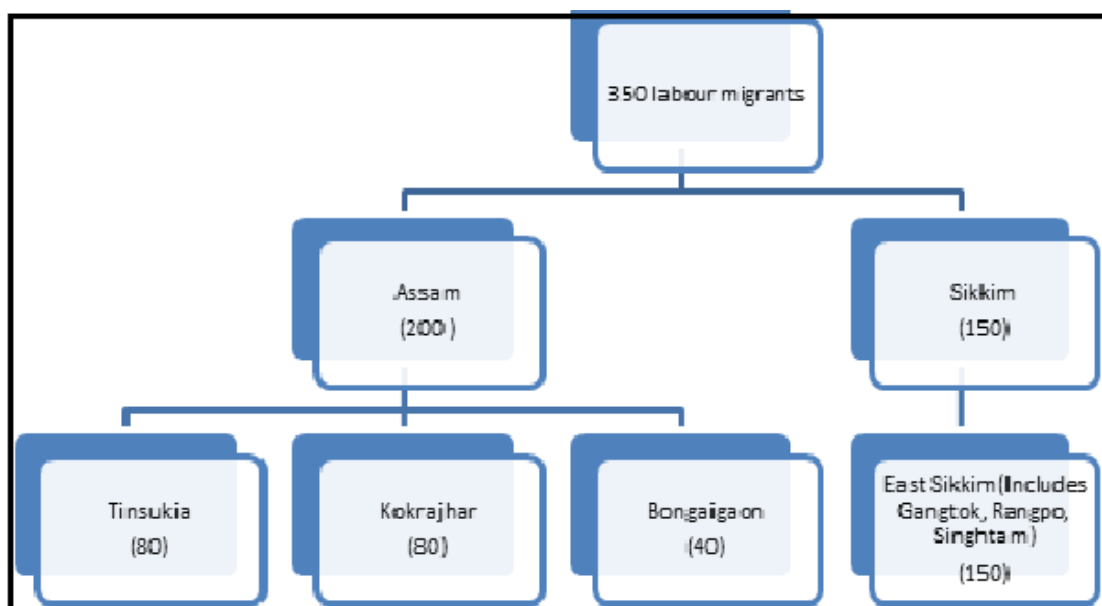 350 labour migrants
Assam
(200)
Sikkim
(150)
Tinsukia
(80)
Kokrajhar
(80)
Bongaigaon
(40)
East Sikkim (Includes
Gangtok, Rangpo,
Singhtam)
(150)